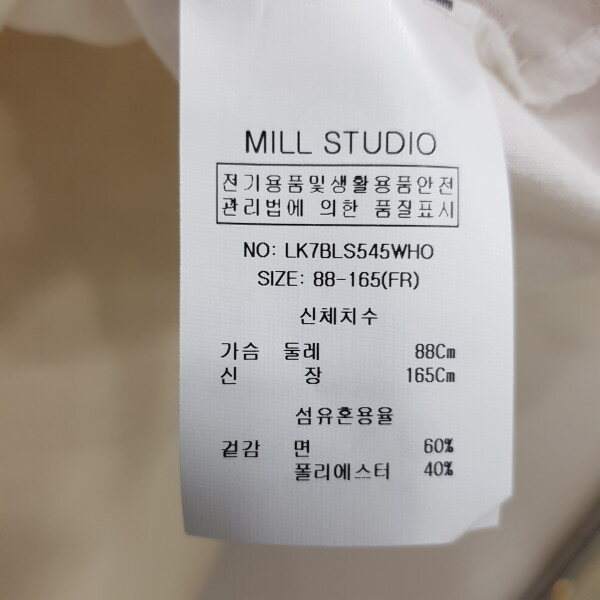 MILL STUDIO
전기용품및생활용품안전
관리법에 의한 품질표시
NO: LK7BLS545WHO
SIZE: 88-165(FR)
신체치수
가슴 둘레 88Cm
신 장 165Cm
섬유혼용율
겉감 면 60%
폴리에스터 40%